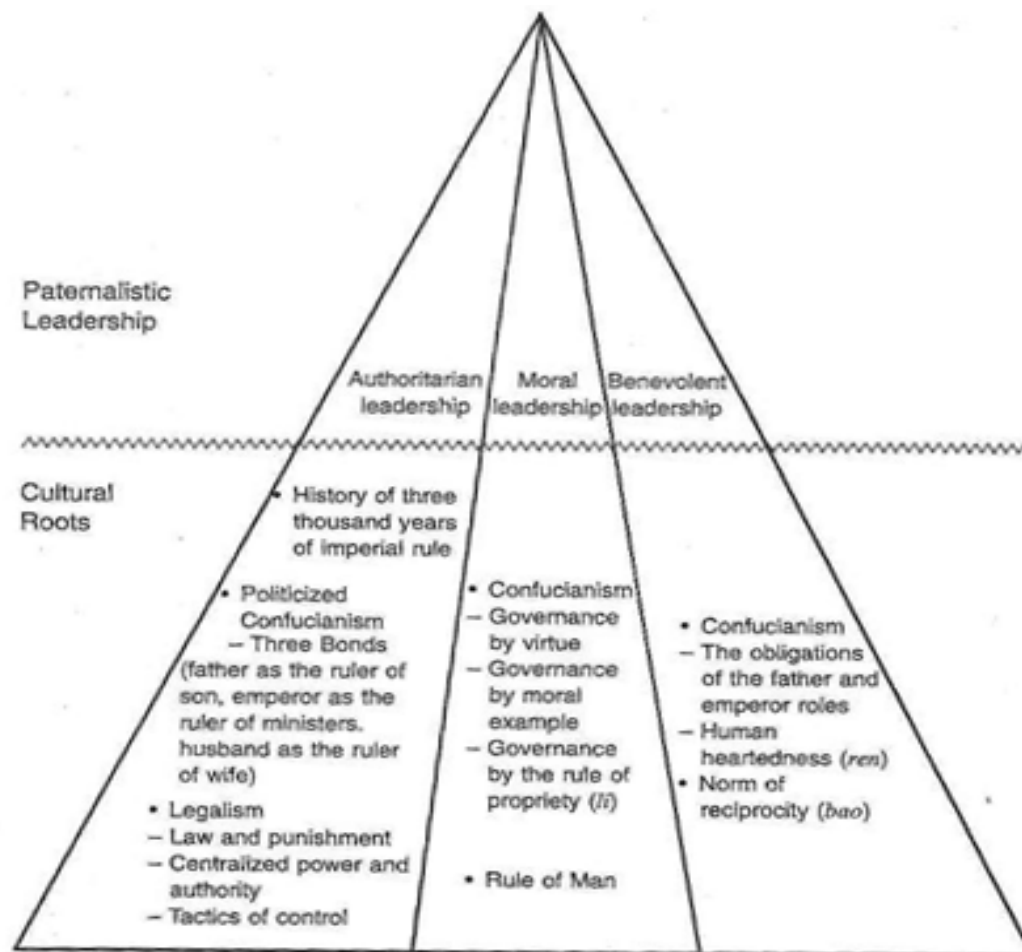 Paternalistic
Leadership
Authoritarian
leadership
Moral
leadership
Benevolent
leadership
Cultural
Roots
• History of three
thousand years
of imperial rule
• Politicized
Confucianism
– Three Bonds
(father as the ruler of
son, emperor as the
ruler of ministers.
husband as the ruler
of wife)
• Legalism
– Law and punishment
– Centralized power and
authority
– Tactics of control
• Confucianism
– Governance
by virtue
– Governance
by moral
example
– Governance
by the rule of
propriety (li)
• Rule of Man
• Confucianism
– The obligations
of the father and
emperor roles
– Human
heartedness (ren)
• Norm of
reciprocity (bao)